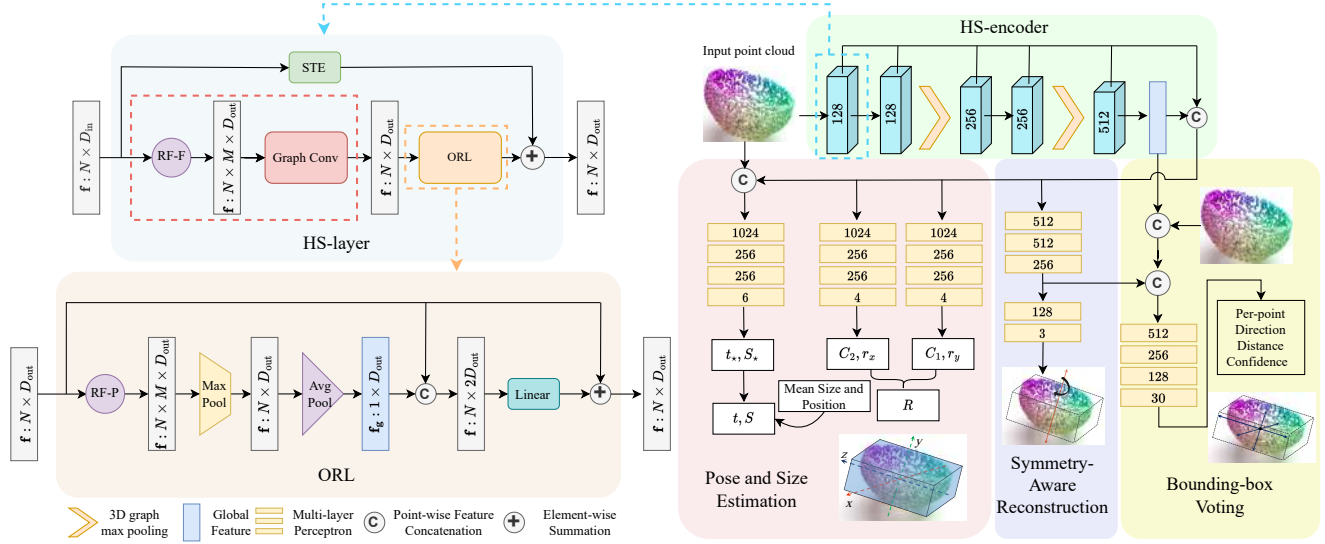 HS-encoder
Input point cloud
128
128
256
256
512
C
STE
f : N × D_in
RF-F
f : N × M × D_out
Graph Conv
f : N × D_out
ORL
+
f : N × D_out
HS-layer
f : N × D_out
RF-P
f : N × M × D_out
Max
Pool
f : N × D_out
Avg
Pool
f_g : 1 × D_out
C
f : N × 2D_out
Linear
+
f : N × D_out
ORL
C
1024
256
256
6
t⋆, S⋆
t, S
1024
256
256
4
C₂, rₓ
1024
256
256
4
C₁, r_y
Mean Size and
Position
R
y
z
x
Pose and Size
Estimation
512
512
256
128
3
Symmetry-
Aware
Reconstruction
C
C
512
256
128
30
Per-point
Direction
Distance
Confidence
Bounding-box
Voting
3D graph
max pooling
Global
Feature
Multi-layer
Perceptron
C
Point-wise Feature
Concatenation
+
Element-wise
Summation